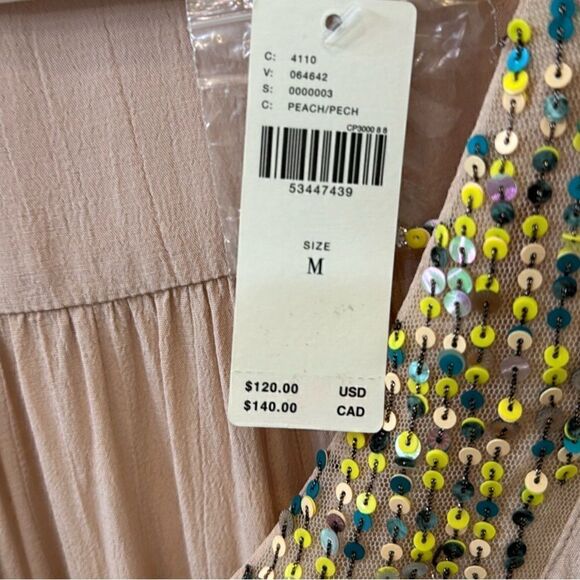 C: 4110
V: 064642
S: 0000003
C: PEACH/PECH
CP3000 8 8
53447439
SIZE
M
$120.00 USD
$140.00 CAD